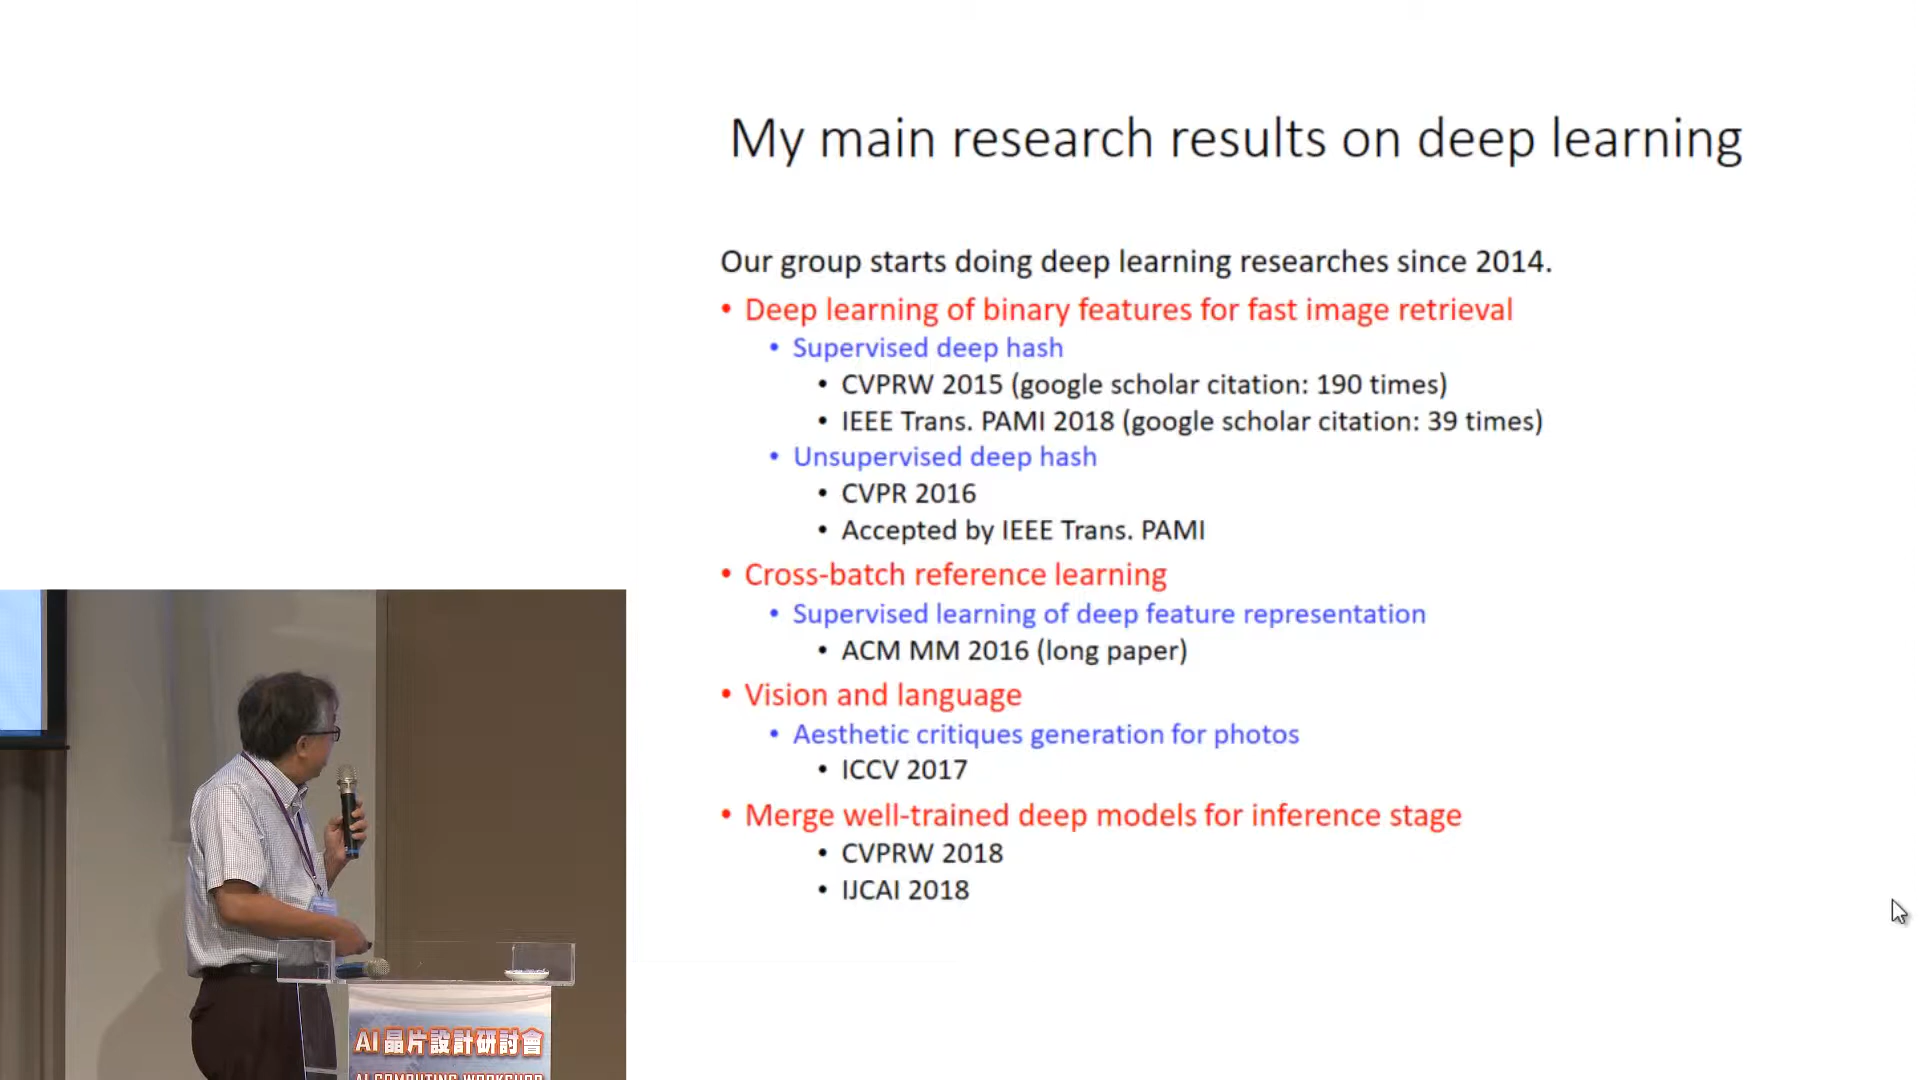 My main research results on deep learning
Our group starts doing deep learning researches since 2014.
• Deep learning of binary features for fast image retrieval
• Supervised deep hash
• CVPRW 2015 (google scholar citation: 190 times)
• IEEE Trans. PAMI 2018 (google scholar citation: 39 times)
• Unsupervised deep hash
• CVPR 2016
• Accepted by IEEE Trans. PAMI
• Cross-batch reference learning
• Supervised learning of deep feature representation
• ACM MM 2016 (long paper)
• Vision and language
• Aesthetic critiques generation for photos
• ICCV 2017
• Merge well-trained deep models for inference stage
• CVPRW 2018
• IJCAI 2018
AI晶片設計研討會
AI COMPUTING WORKSHOP